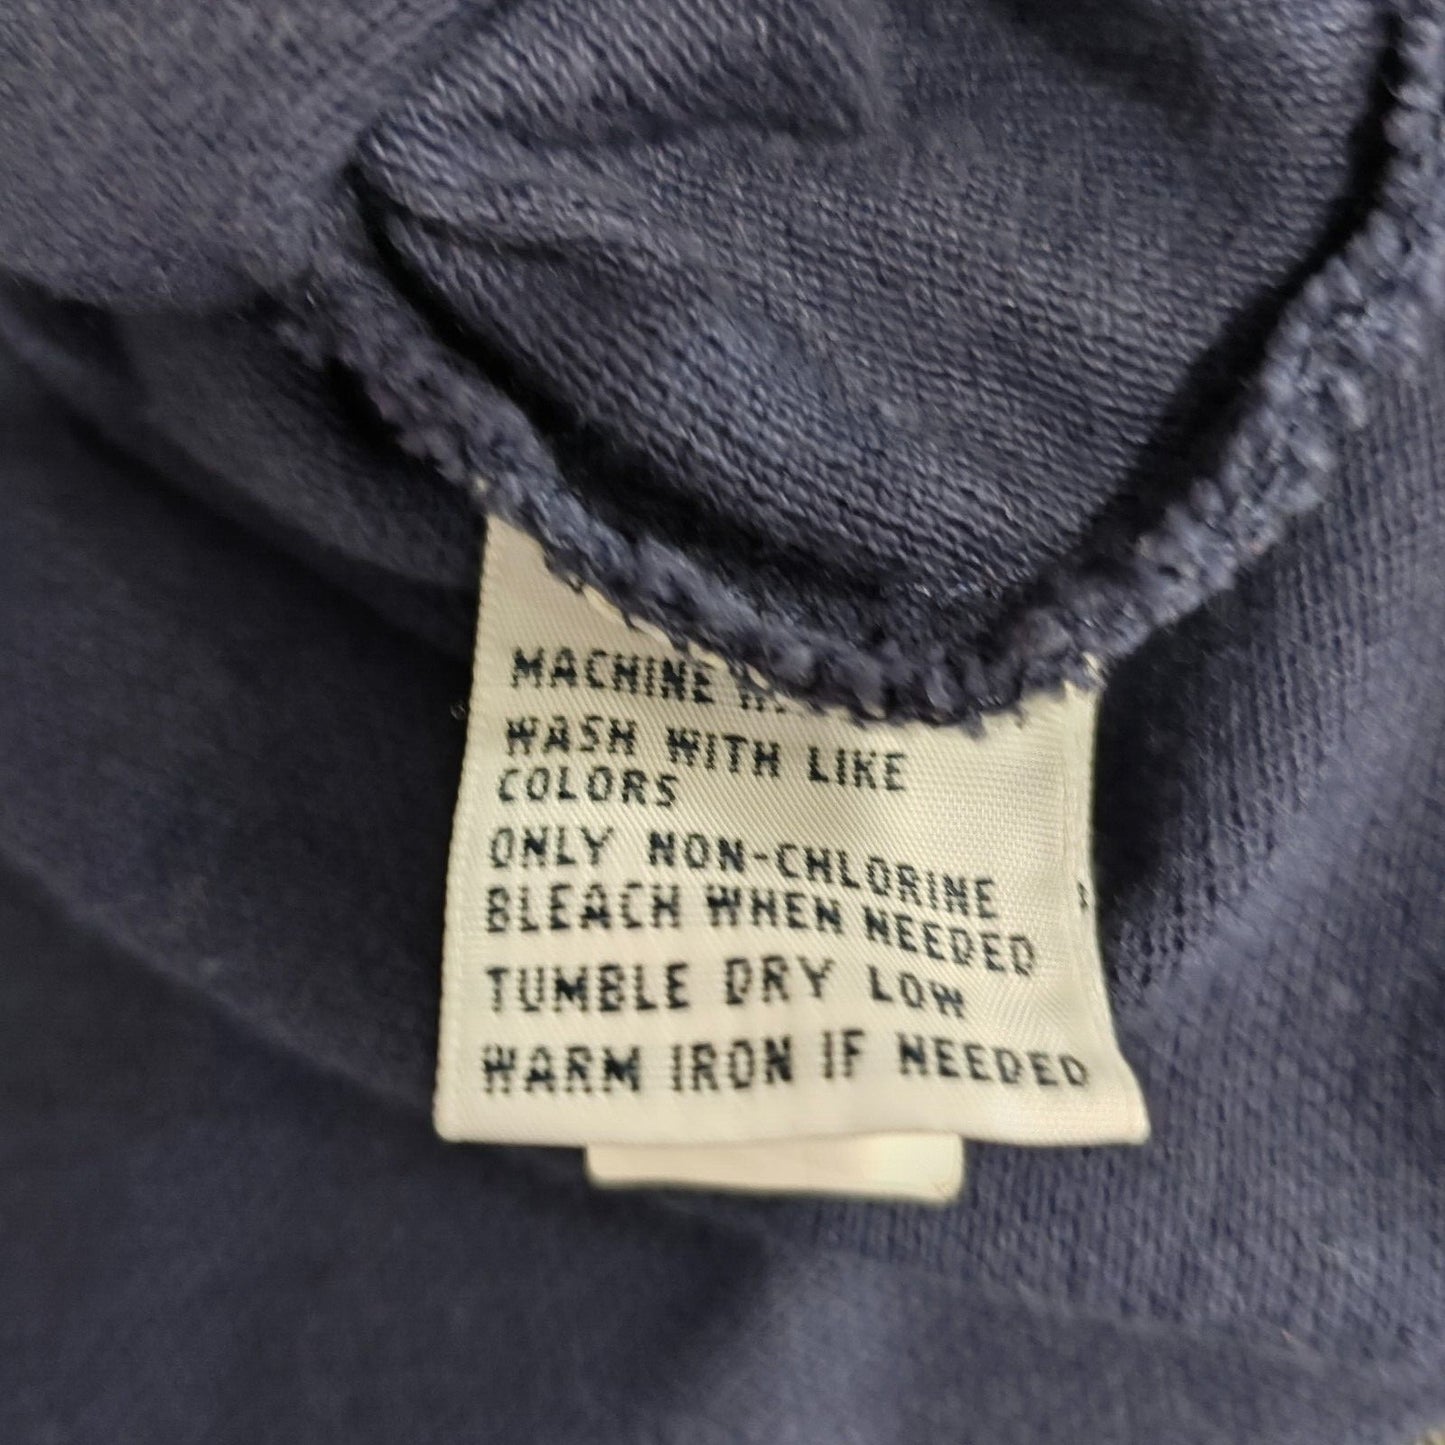 MACHINE
WASH WITH LIKE
COLORS
ONLY NON-CHLORINE
BLEACH WHEN NEEDED
TUMBLE DRY LOW
WARM IRON IF NEEDED